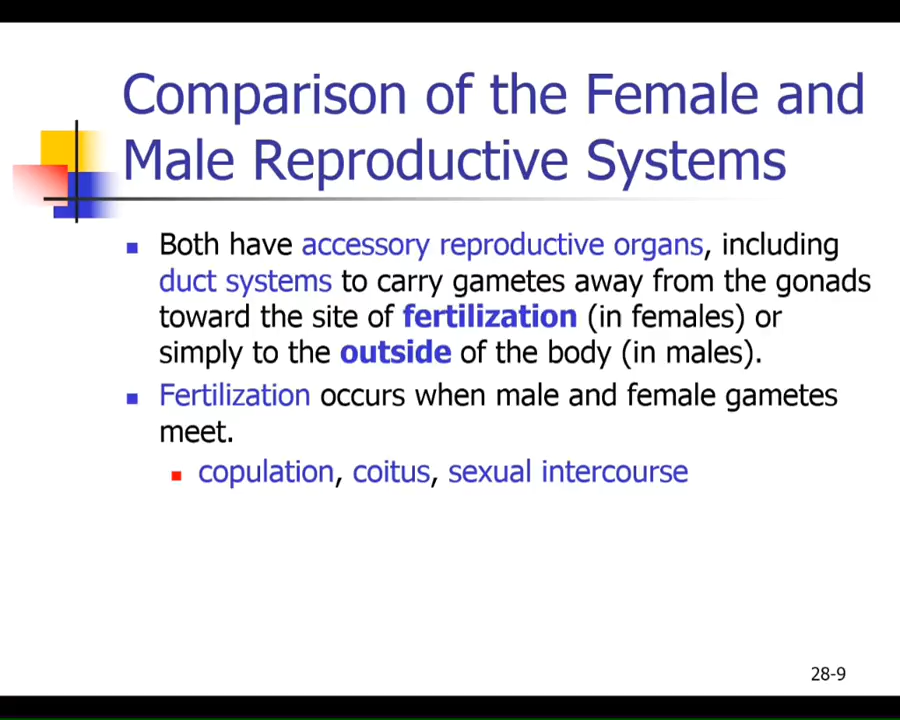 Comparison of the Female and
Male Reproductive Systems
Both have accessory reproductive organs, including
duct systems to carry gametes away from the gonads
toward the site of fertilization (in females) or
simply to the outside of the body (in males).
Fertilization occurs when male and female gametes
meet.
copulation, coitus, sexual intercourse
28-9